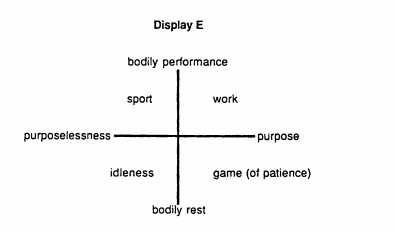 Display E
bodily performance
sport work
purposelessness purpose
idleness game (of patience)
bodily rest